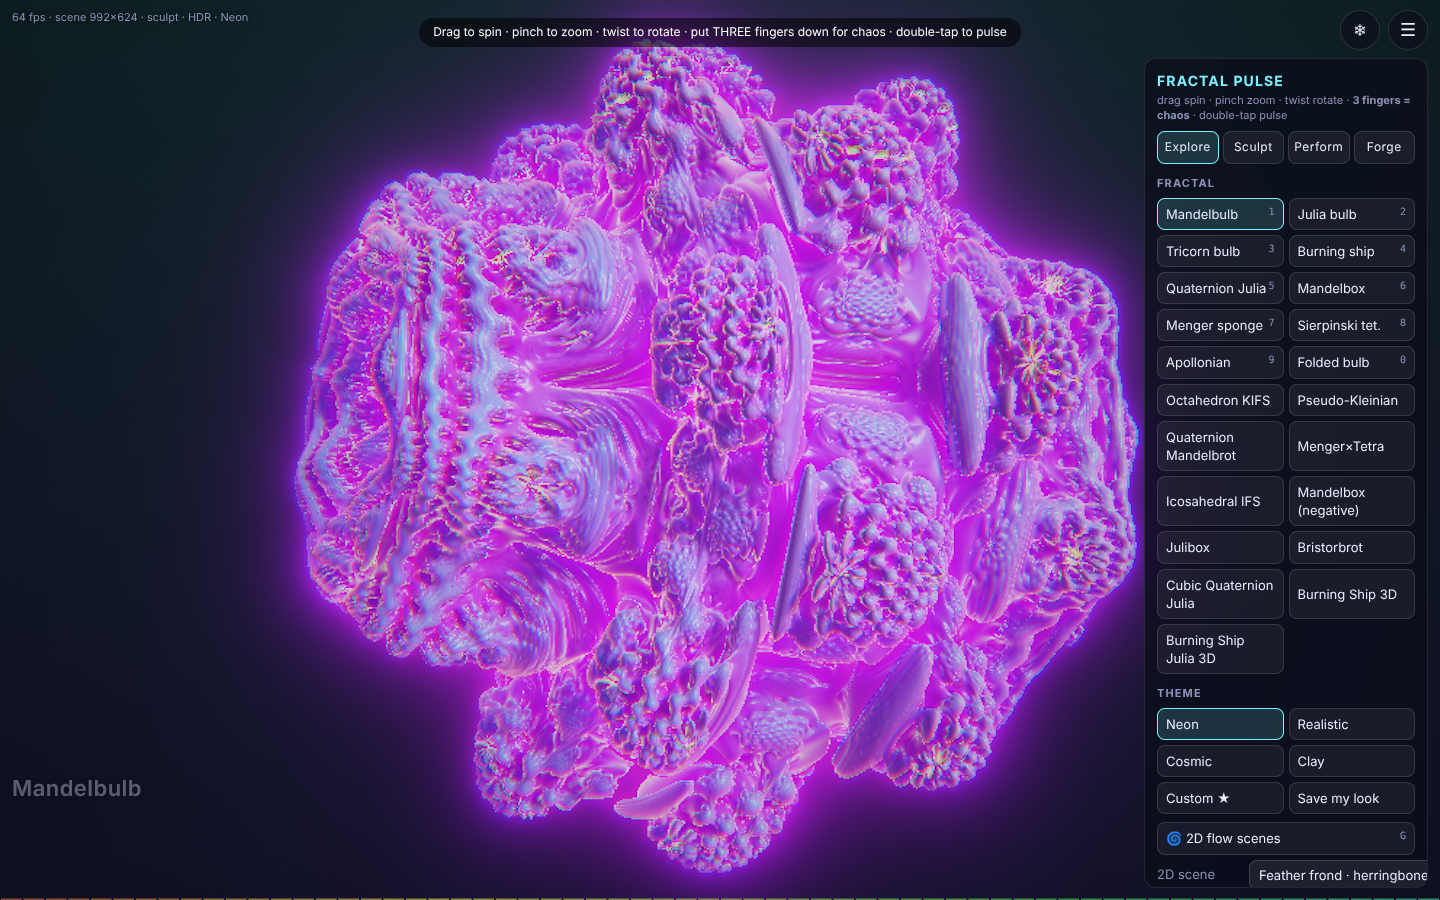 64 fps · scene 992×624 · sculpt · HDR · Neon
Drag to spin · pinch to zoom · twist to rotate · put THREE fingers down for chaos · double-tap to pulse
❄
☰
FRACTAL PULSE
drag spin · pinch zoom · twist rotate · 3 fingers =
chaos · double-tap pulse
Explore
Sculpt
Perform
Forge
FRACTAL
Mandelbulb 1
Julia bulb 2
Tricorn bulb 3
Burning ship 4
Quaternion Julia 5
Mandelbox 6
Menger sponge 7
Sierpinski tet. 8
Apollonian 9
Folded bulb 0
Octahedron KIFS
Pseudo-Kleinian
Quaternion
Mandelbrot
Menger×Tetra
Icosahedral IFS
Mandelbox
(negative)
Julibox
Bristorbrot
Cubic Quaternion
Julia
Burning Ship 3D
Burning Ship
Julia 3D
THEME
Neon
Realistic
Cosmic
Clay
Custom ★
Save my look
🌀 2D flow scenes G
2D scene
Feather frond · herringbone
Mandelbulb